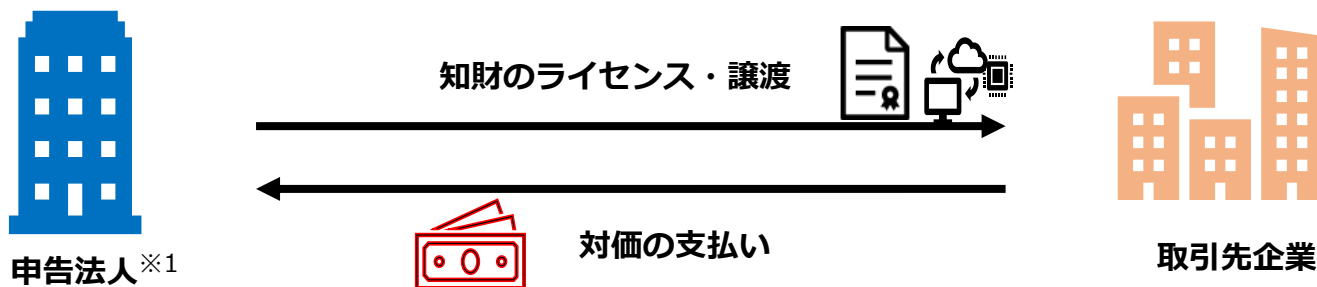 知財のライセンス・譲渡
対価の支払い
申告法人※1
取引先企業